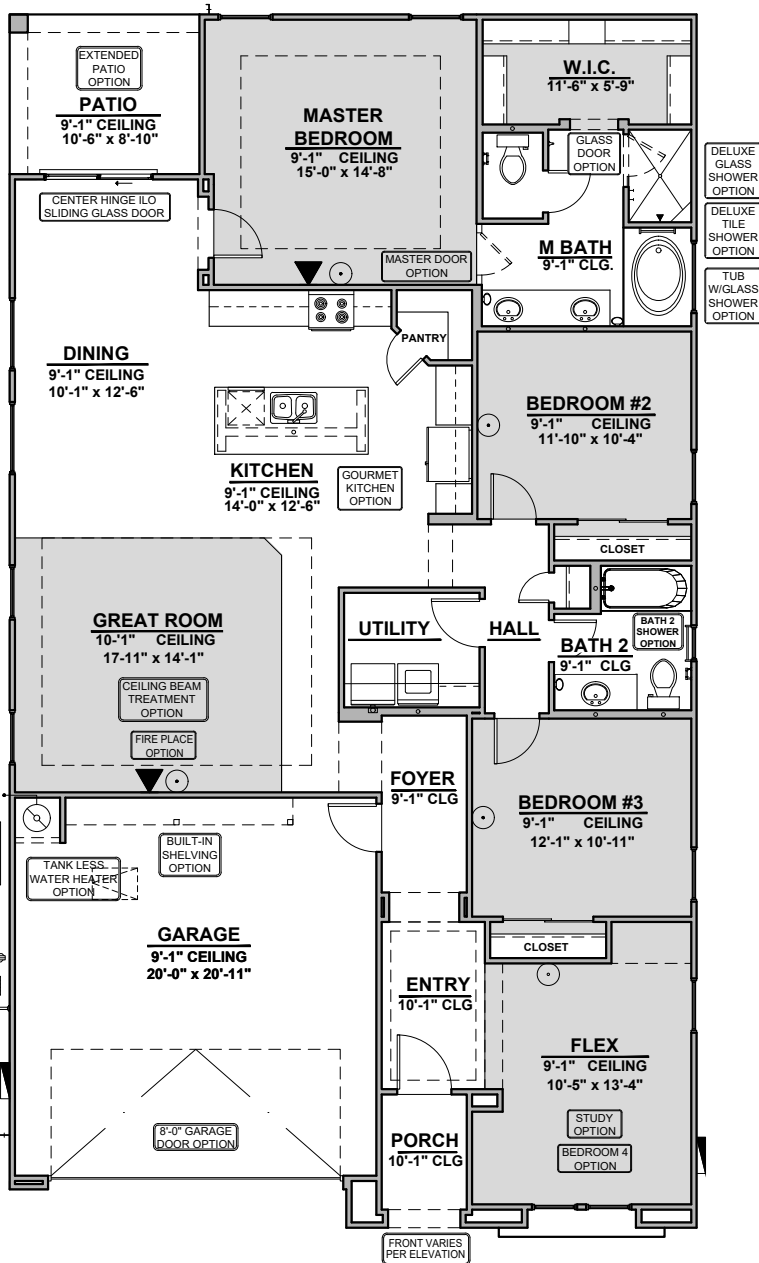 EXTENDED
PATIO
OPTION
PATIO
9'-1" CEILING
10'-6" x 8'-10"
MASTER
BEDROOM
9'-1" CEILING
15'-0" x 14'-8"
W.I.C.
11'-6" x 5'-9"
GLASS
DOOR
OPTION
DELUXE
GLASS
SHOWER
OPTION
DELUXE
TILE
SHOWER
OPTION
TUB
W/GLASS
SHOWER
OPTION
CENTER HINGE ILO
SLIDING GLASS DOOR
MASTER DOOR
OPTION
M BATH
9'-1" CLG.
PANTRY
DINING
9'-1" CEILING
10'-1" x 12'-6"
BEDROOM #2
9'-1" CEILING
11'-10" x 10'-4"
KITCHEN
9'-1" CEILING
14'-0" x 12'-6"
GOURMET
KITCHEN
OPTION
CLOSET
GREAT ROOM
10-'1" CEILING
17-11" x 14'-1"
CEILING BEAM
TREATMENT
OPTION
FIRE PLACE
OPTION
UTILITY
HALL
BATH 2
9'-1" CLG
BATH 2
SHOWER
OPTION
FOYER
9'-1" CLG
BEDROOM #3
9'-1" CEILING
12'-1" x 10'-11"
BUILT-IN
SHELVING
OPTION
TANK LESS
WATER HEATER
OPTION
GARAGE
9'-1" CEILING
20'-0" x 20'-11"
CLOSET
ENTRY
10'-1" CLG
FLEX
9'-1" CEILING
10'-5" x 13'-4"
STUDY
OPTION
BEDROOM 4
OPTION
8'-0" GARAGE
DOOR OPTION
PORCH
10'-1" CLG
FRONT VARIES
PER ELEVATION